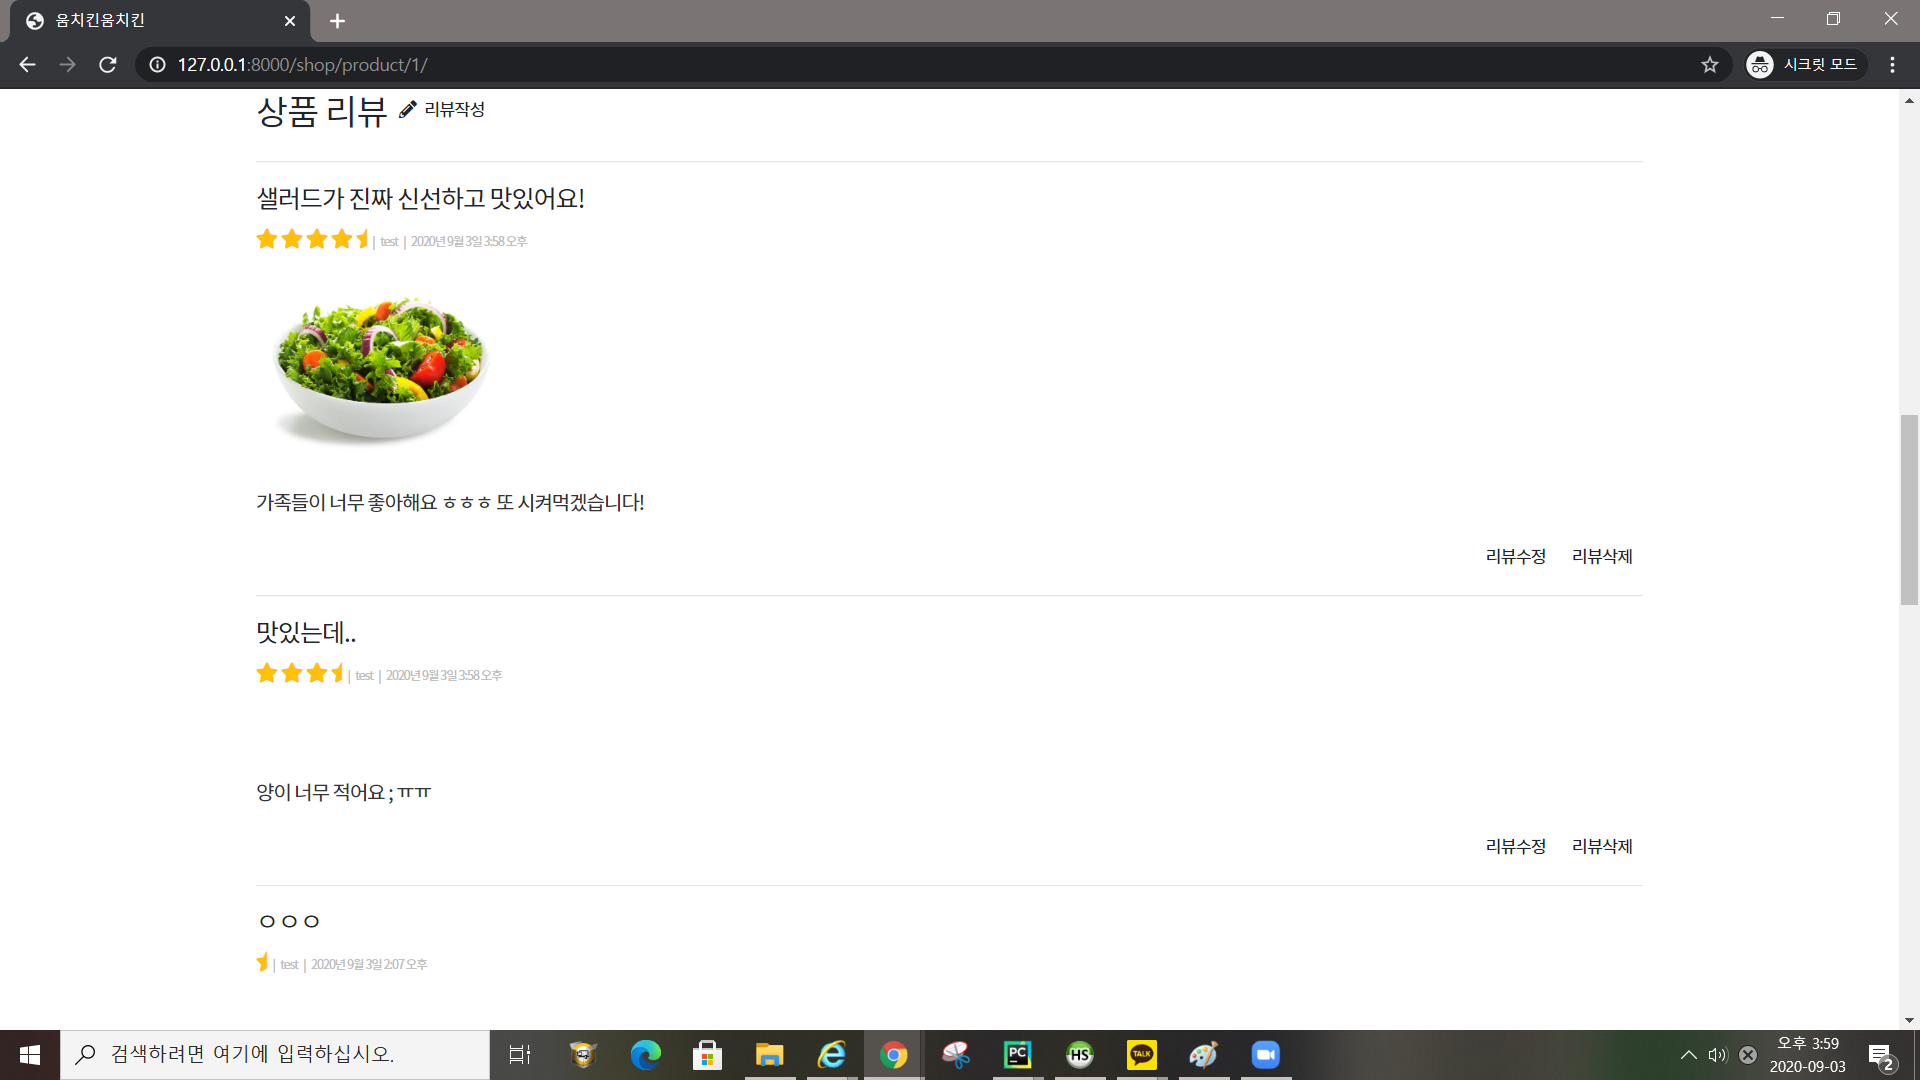 움치킨움치킨
127.0.0.1:8000/shop/product/1/
시크릿 모드
상품 리뷰 리뷰작성
샐러드가 진짜 신선하고 맛있어요!
| test | 2020년 9월 3일 3:58 오후
가족들이 너무 좋아해요 ㅎㅎㅎ 또 시켜먹겠습니다!
리뷰수정 리뷰삭제
맛있는데..
| test | 2020년 9월 3일 3:58 오후
양이 너무 적어요 ; ㅠㅠ
리뷰수정 리뷰삭제
ㅇㅇㅇ
| test | 2020년 9월 3일 2:07 오후
검색하려면 여기에 입력하십시오.
PC
HS
TALK
오후 3:59
2020-09-03
2